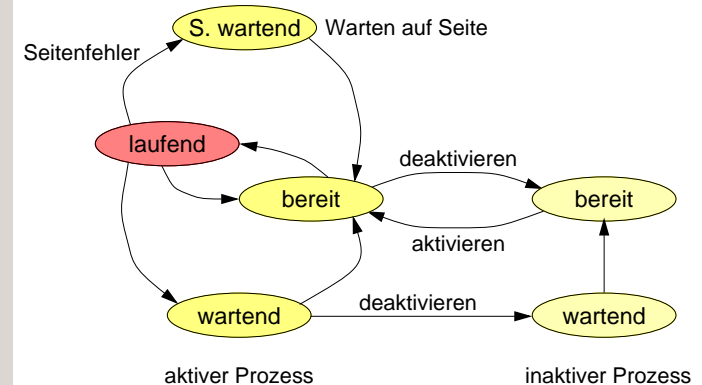 S. wartend
Warten auf Seite
Seitenfehler
laufend
deaktivieren
bereit
bereit
aktivieren
deaktivieren
wartend
wartend
aktiver Prozess
inaktiver Prozess